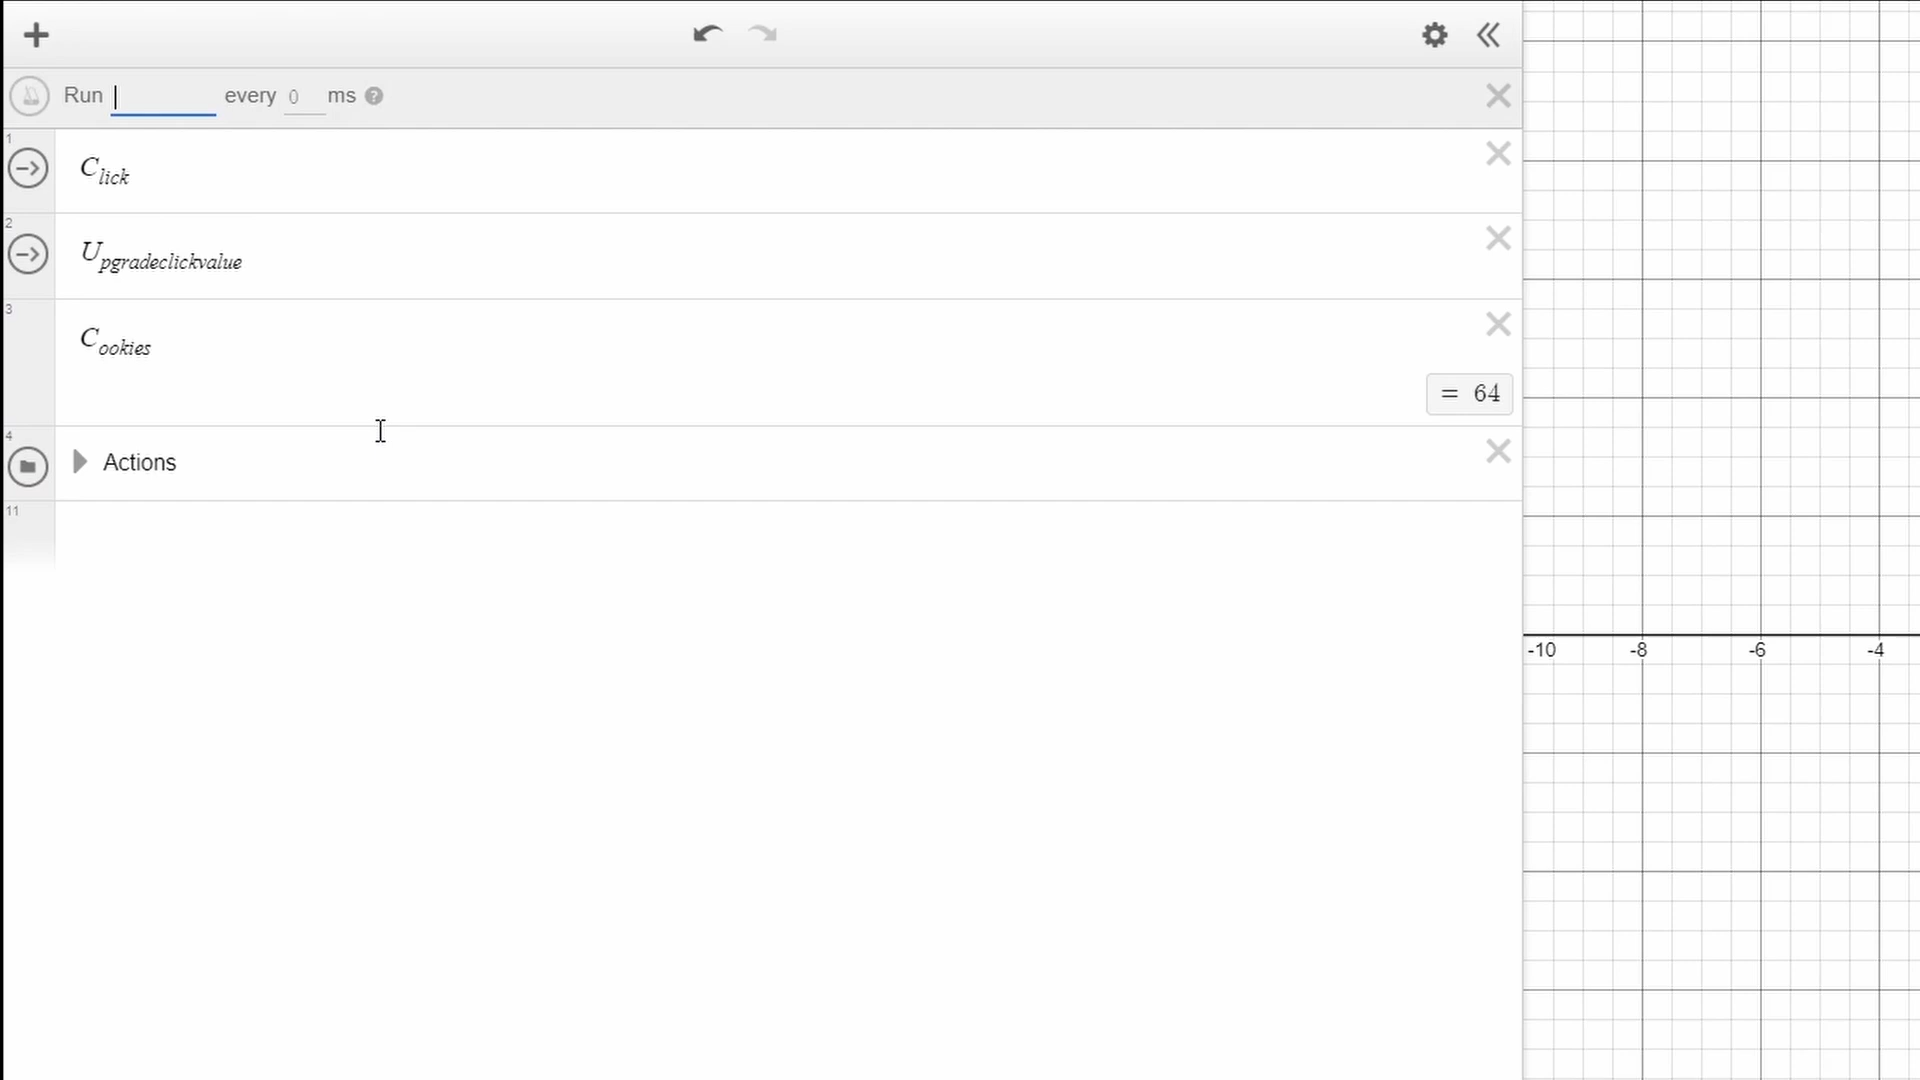 Run every 0 ms ?
1
Click
2
Upgradeclickvalue
3
Cookies
= 64
4
Actions
11
-10 -8 -6 -4